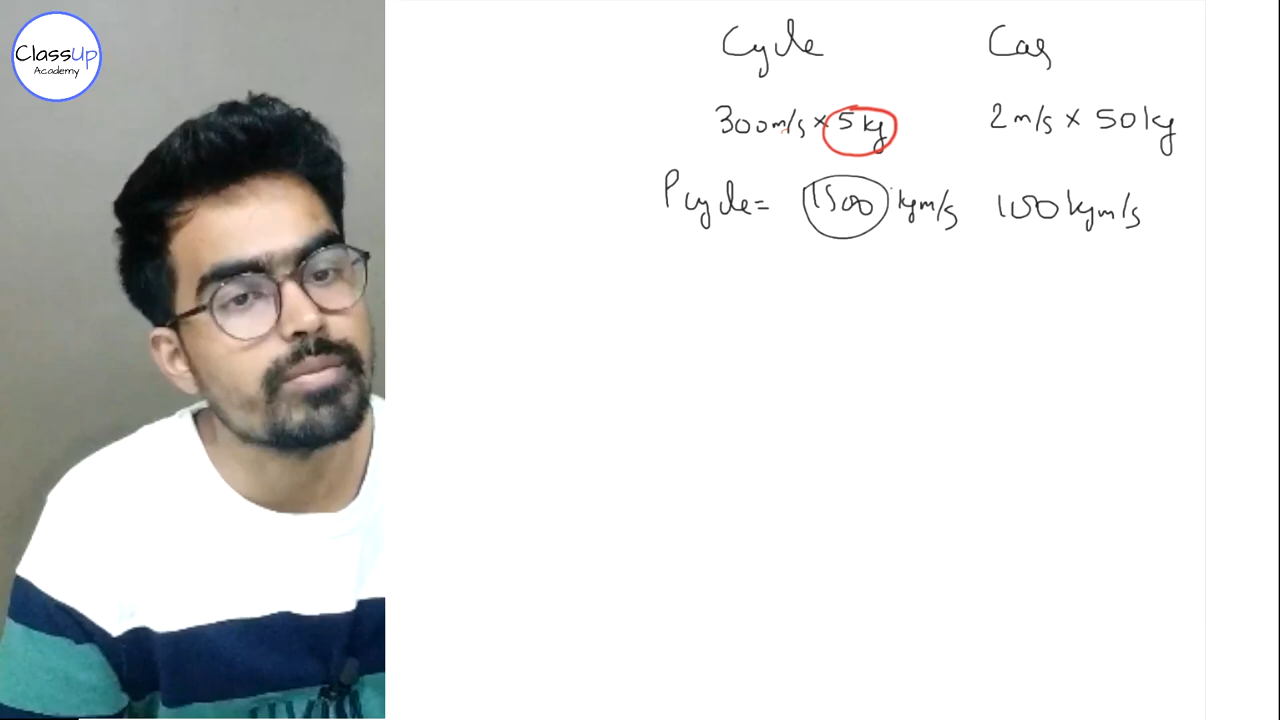 ClassUp
Academy
Cycle Car
300m/s × 5kg 2m/s × 50kg
Pcycle= 1500 kgm/s 100kgm/s